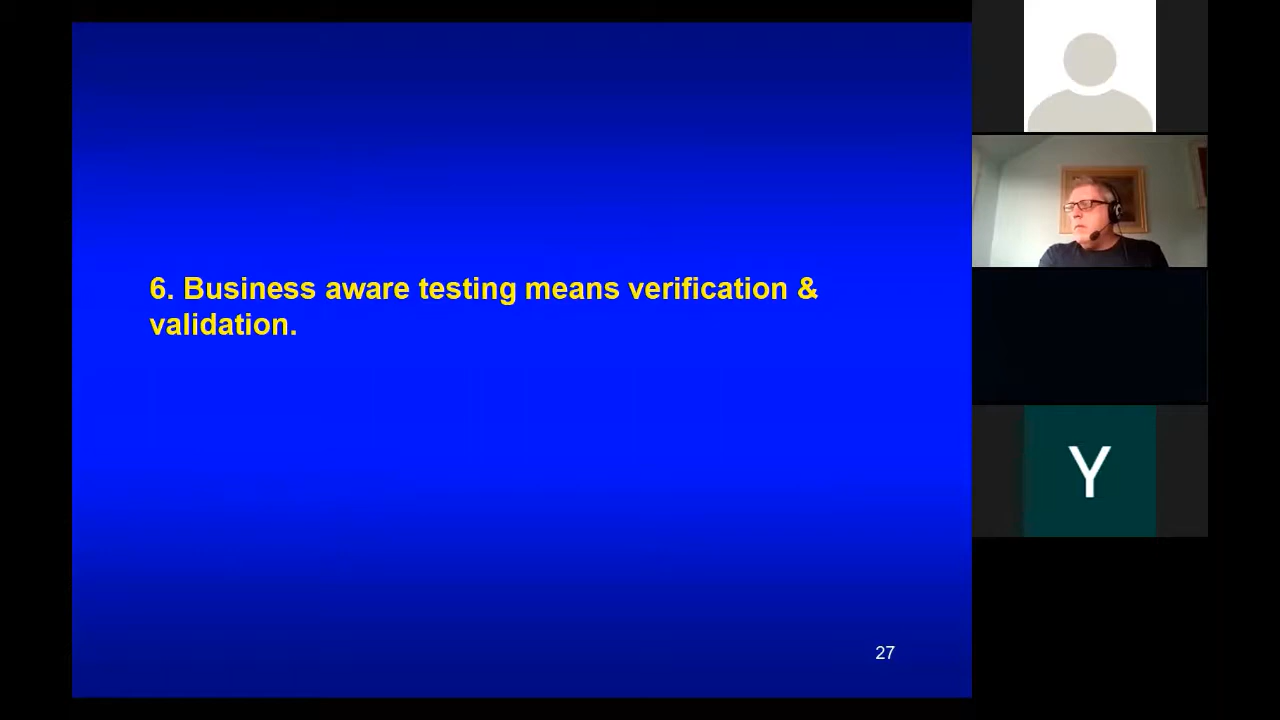 6. Business aware testing means verification &
validation.
27
Y